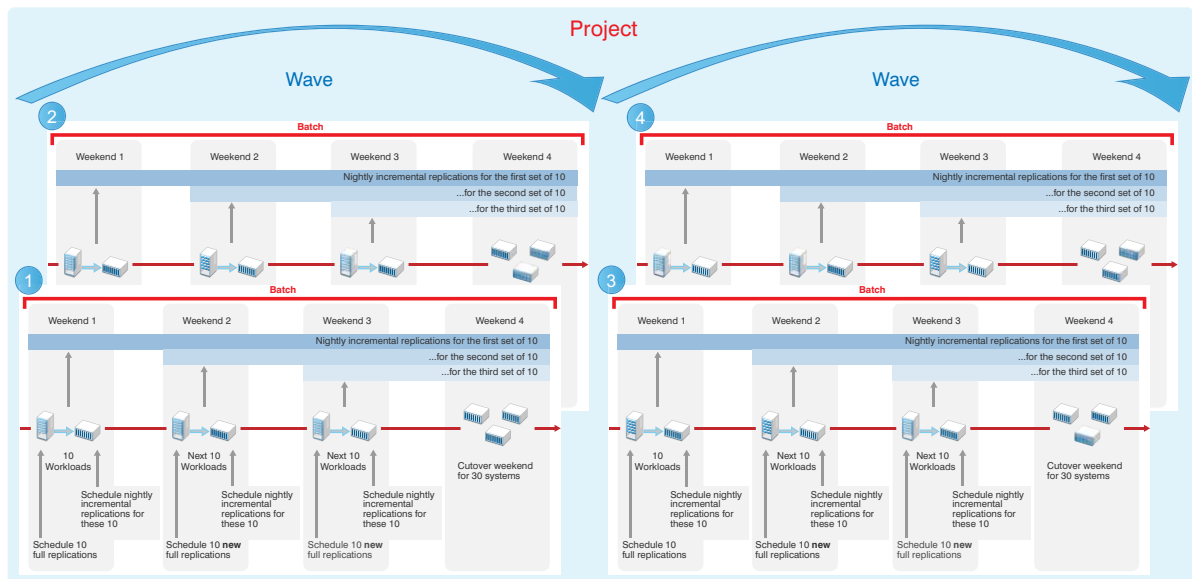 Project
Wave
Wave
2
Batch
Weekend 1
Weekend 2
Weekend 3
Weekend 4
Nightly incremental replications for the first set of 10
...for the second set of 10
...for the third set of 10
4
Batch
Weekend 1
Weekend 2
Weekend 3
Weekend 4
Nightly incremental replications for the first set of 10
...for the second set of 10
...for the third set of 10
1
Batch
Weekend 1
Weekend 2
Weekend 3
Weekend 4
Nightly incremental replications for the first set of 10
...for the second set of 10
...for the third set of 10
10
Workloads
Next 10
Workloads
Next 10
Workloads
Cutover weekend
for 30 systems
Schedule nightly
incremental
replications for
these 10
Schedule nightly
incremental
replications for
these 10
Schedule nightly
incremental
replications for
these 10
Schedule 10
full replications
Schedule 10 new
full replications
Schedule 10 new
full replications
3
Batch
Weekend 1
Weekend 2
Weekend 3
Weekend 4
Nightly incremental replications for the first set of 10
...for the second set of 10
...for the third set of 10
10
Workloads
Next 10
Workloads
Next 10
Workloads
Cutover weekend
for 30 systems
Schedule nightly
incremental
replications for
these 10
Schedule nightly
incremental
replications for
these 10
Schedule nightly
incremental
replications for
these 10
Schedule 10
full replications
Schedule 10 new
full replications
Schedule 10 new
full replications